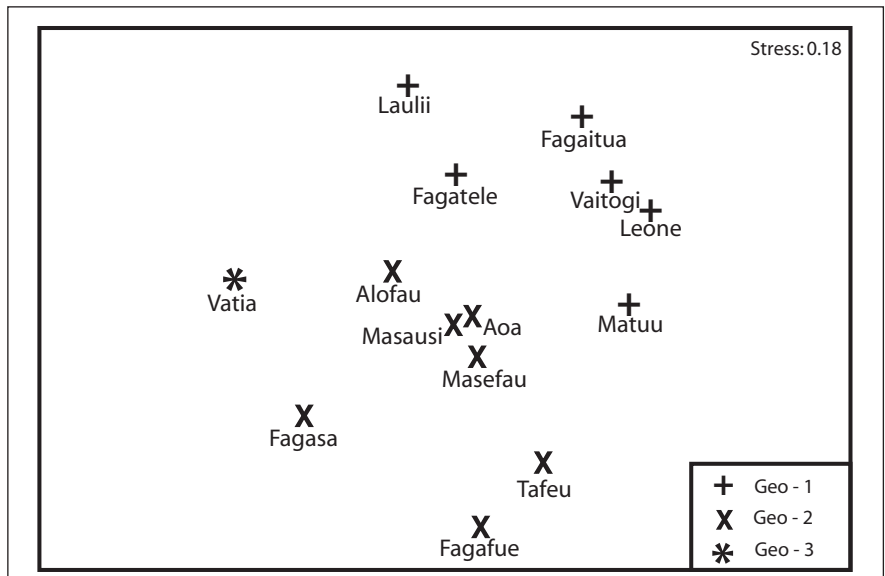 Stress: 0.18
Laulii
Fagaitua
Fagatele
Vaitogi
Leone
Alofau
Vatia
Matuu
Aoa
Masausi
Masefau
Fagasa
Tafeu
Fagafue
Geo - 1
Geo - 2
Geo - 3